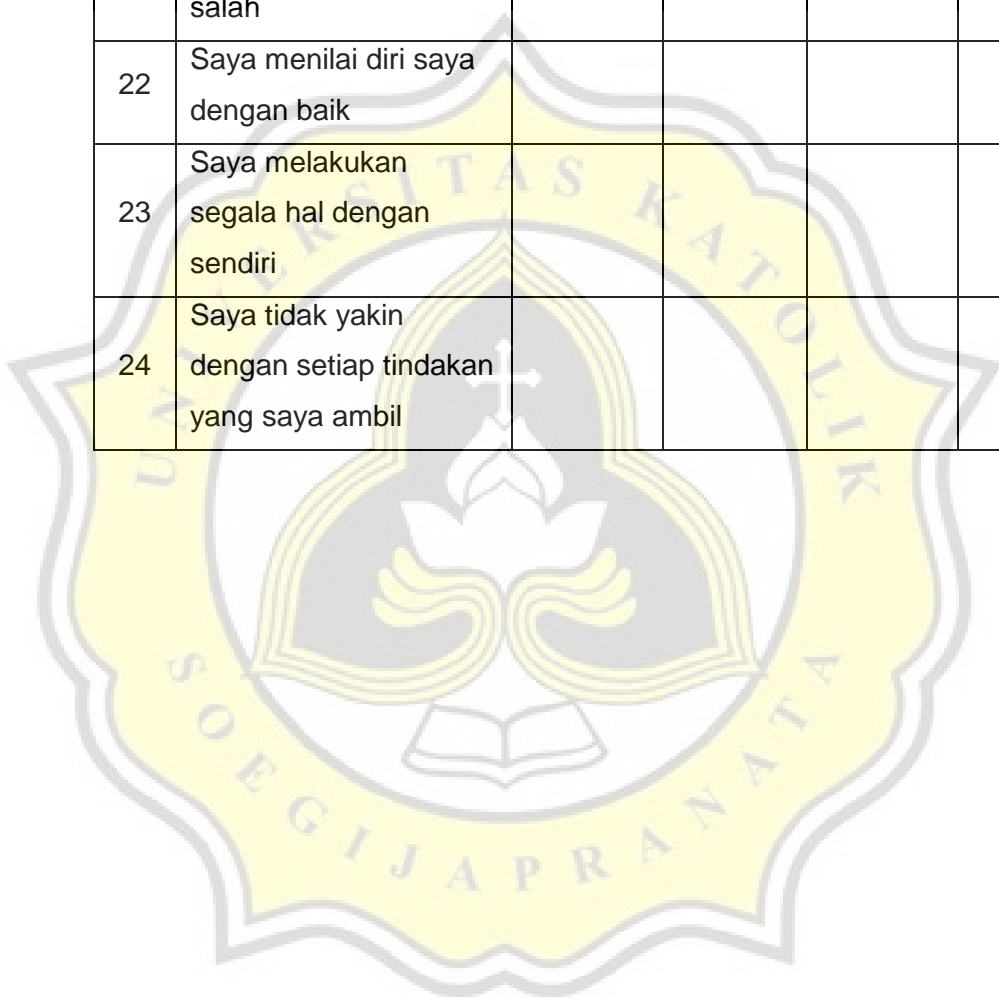 salah
22
Saya menilai diri saya
dengan baik
23
Saya melakukan
segala hal dengan
sendiri
24
Saya tidak yakin
dengan setiap tindakan
yang saya ambil
UNIVERSITAS KATOLIK
SOEGIJAPRANATA